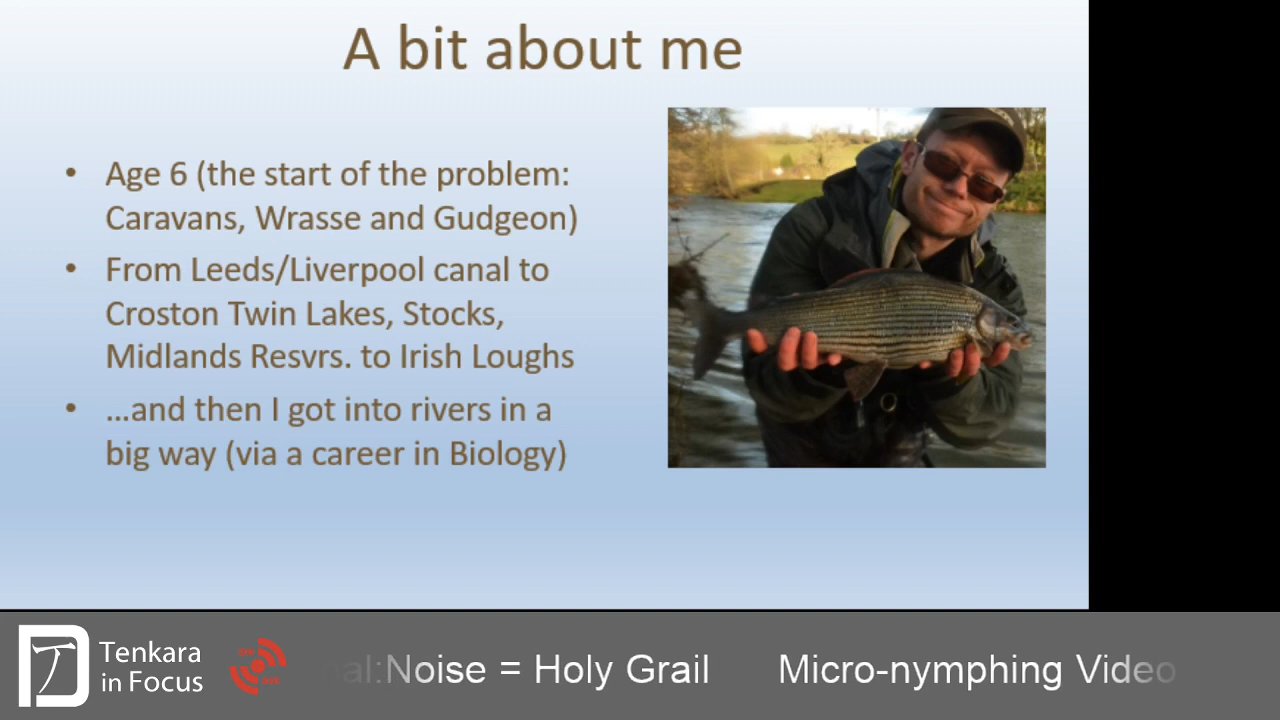 A bit about me
• Age 6 (the start of the problem:
Caravans, Wrasse and Gudgeon)
• From Leeds/Liverpool canal to
Croston Twin Lakes, Stocks,
Midlands Resvrs. to Irish Loughs
• …and then I got into rivers in a
big way (via a career in Biology)
Tenkara
in Focus
nal:Noise = Holy Grail Micro-nymphing Video